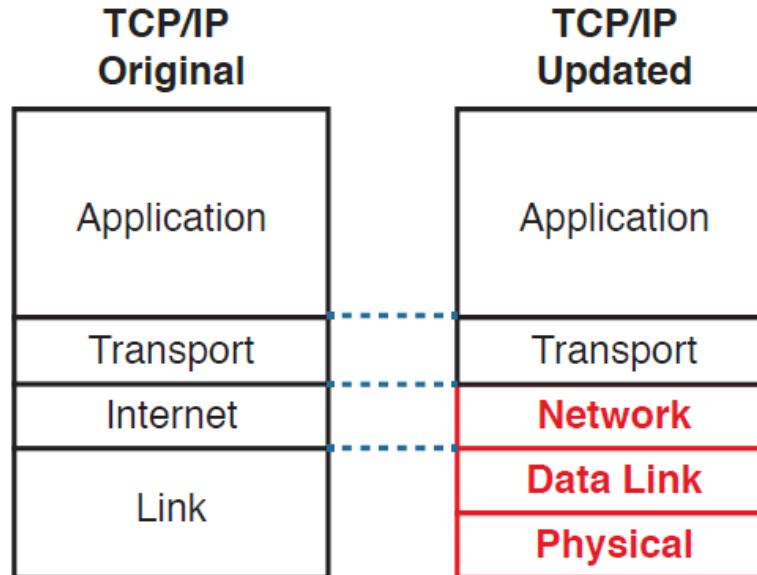 TCP/IP
Original
Application
Transport
Internet
Link
TCP/IP
Updated
Application
Transport
Network
Data Link
Physical